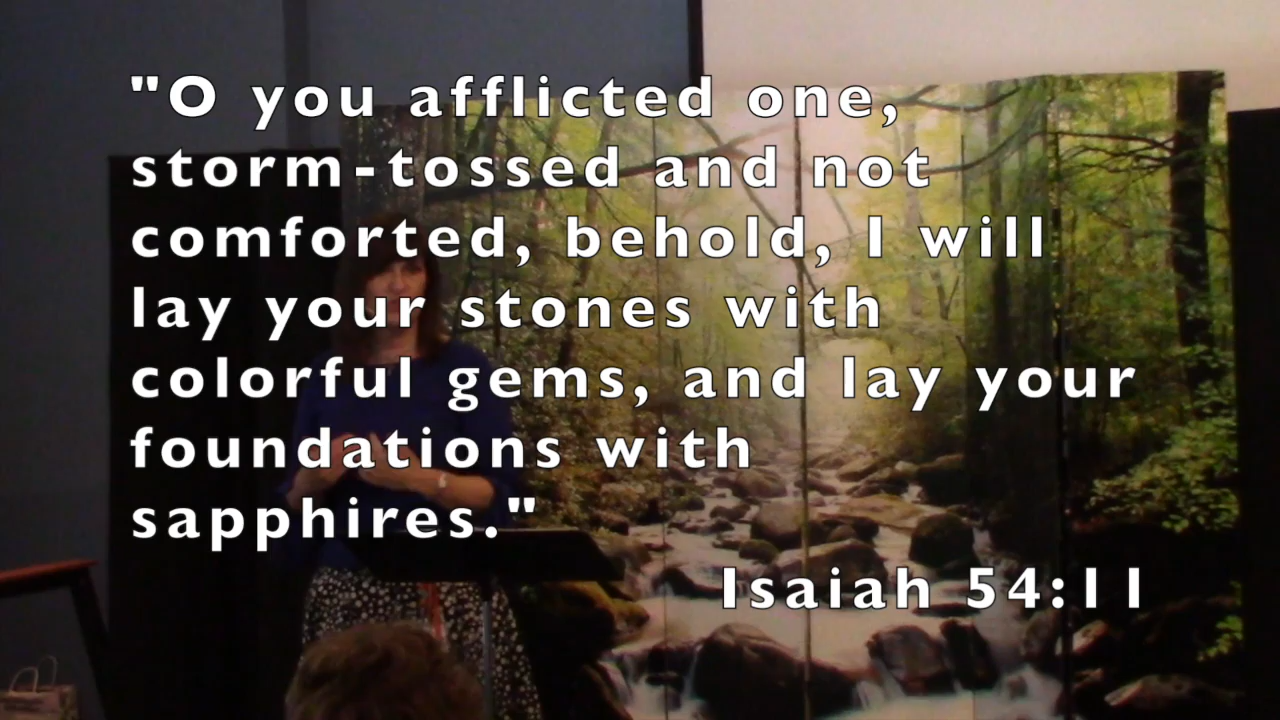 "O you afflicted one,
storm-tossed and not
comforted, behold, I will
lay your stones with
colorful gems, and lay your
foundations with
sapphires."
Isaiah 54:11